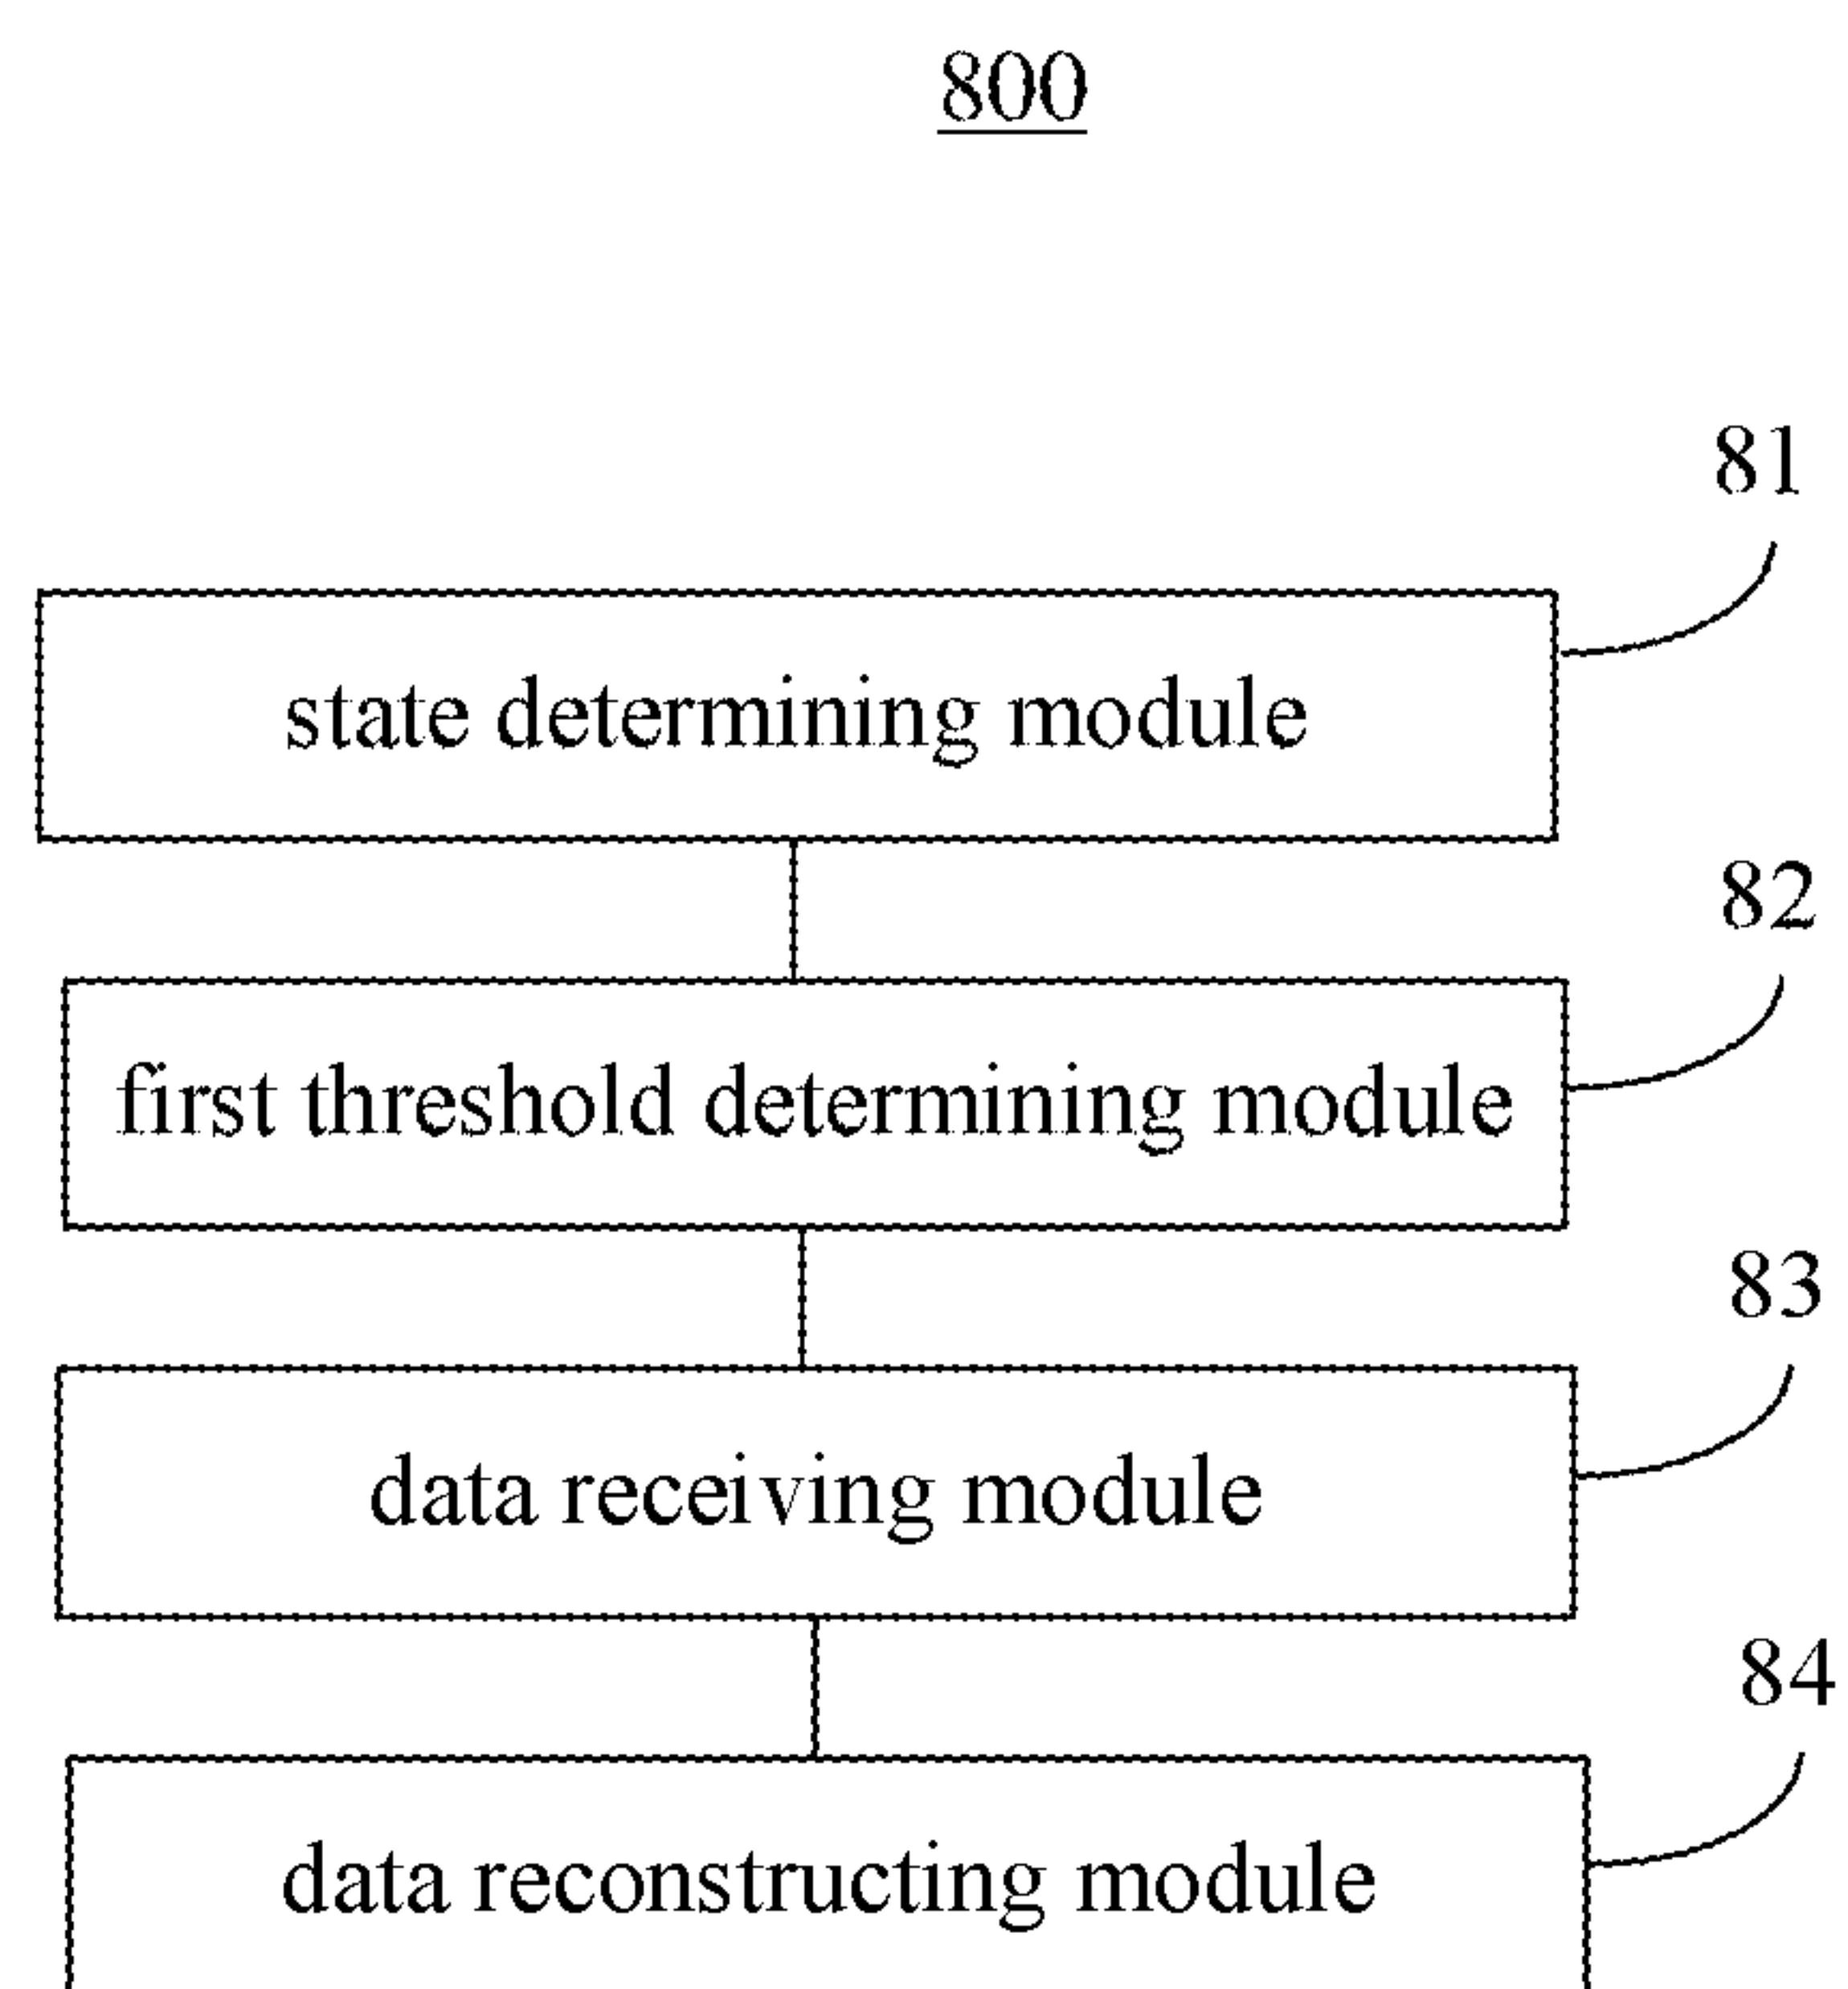 800
81
state determining module
82
first threshold determining module
83
data receiving module
84
data reconstructing module